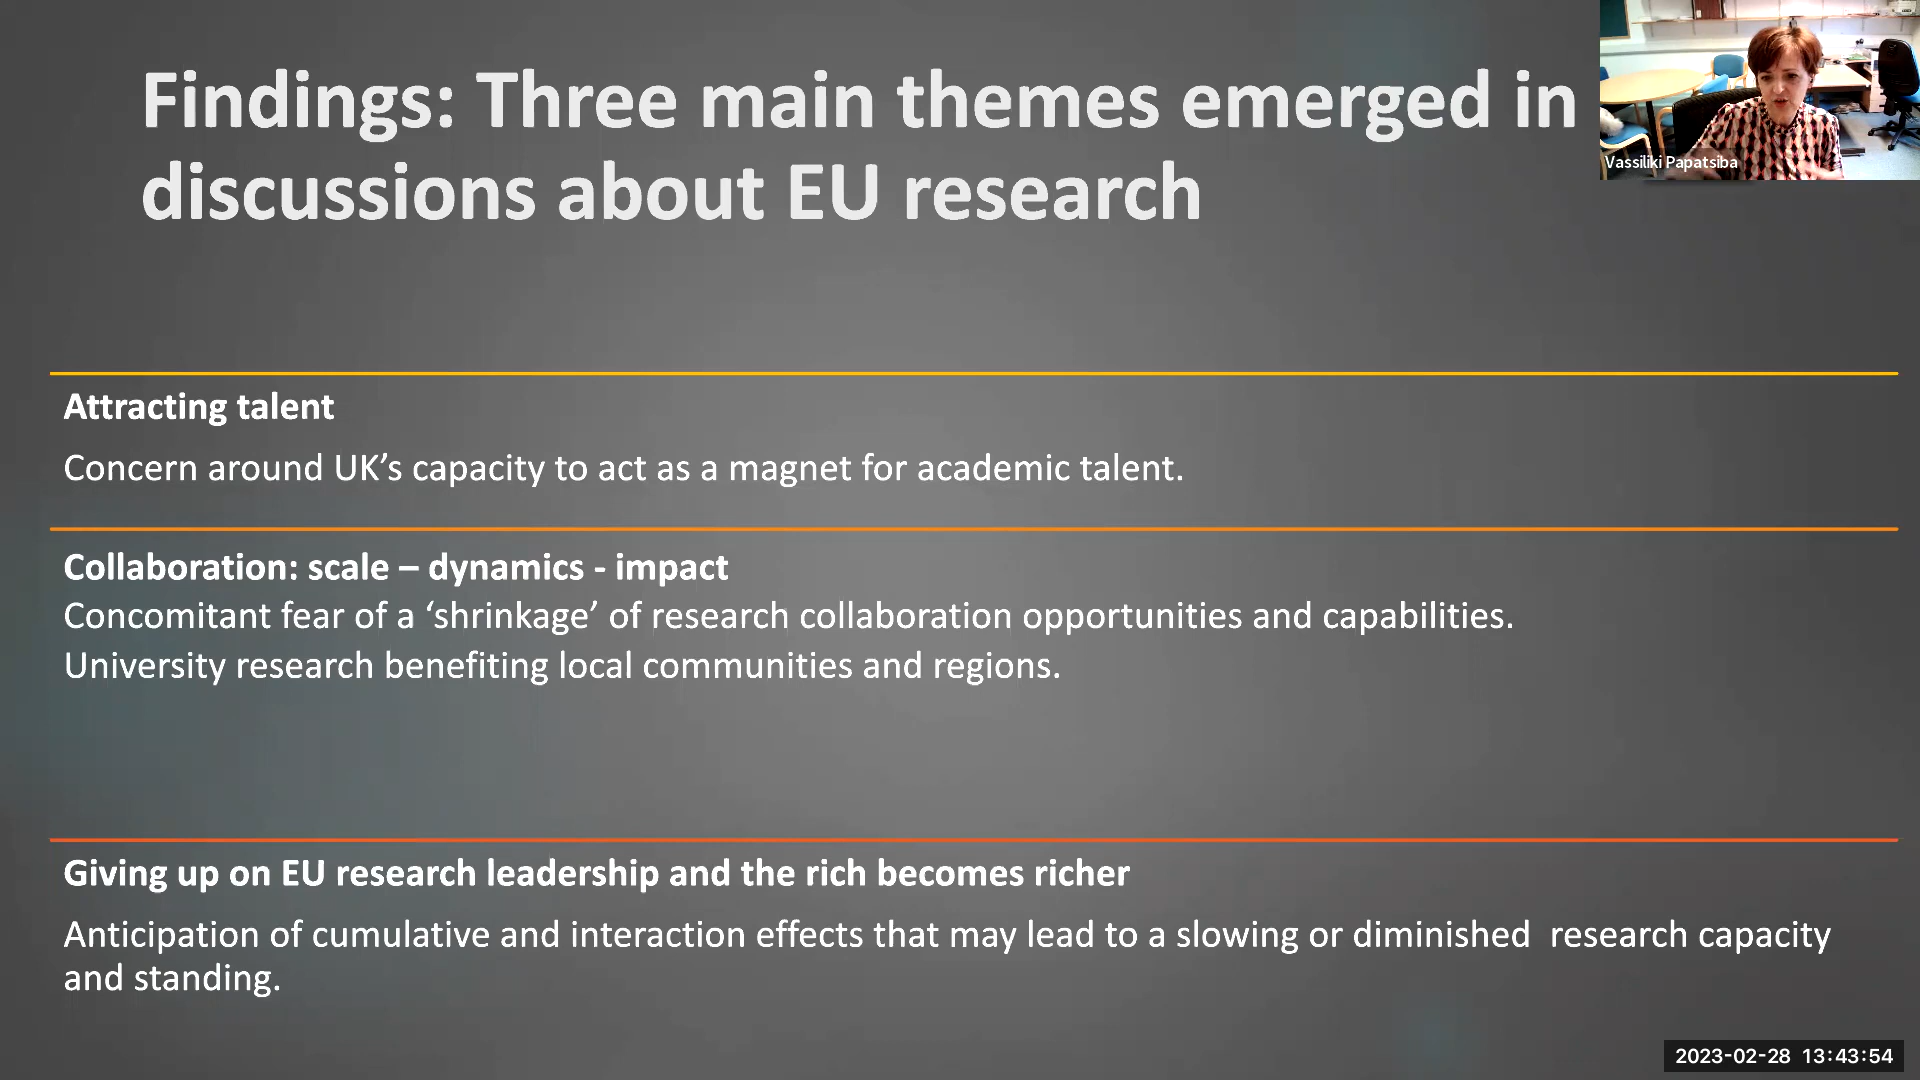 Findings: Three main themes emerged in
discussions about EU research
Vassiliki Papatsiba
Attracting talent
Concern around UK’s capacity to act as a magnet for academic talent.
Collaboration: scale – dynamics - impact
Concomitant fear of a ‘shrinkage’ of research collaboration opportunities and capabilities.
University research benefiting local communities and regions.
Giving up on EU research leadership and the rich becomes richer
Anticipation of cumulative and interaction effects that may lead to a slowing or diminished  research capacity
and standing.
2023-02-28 13:43:54